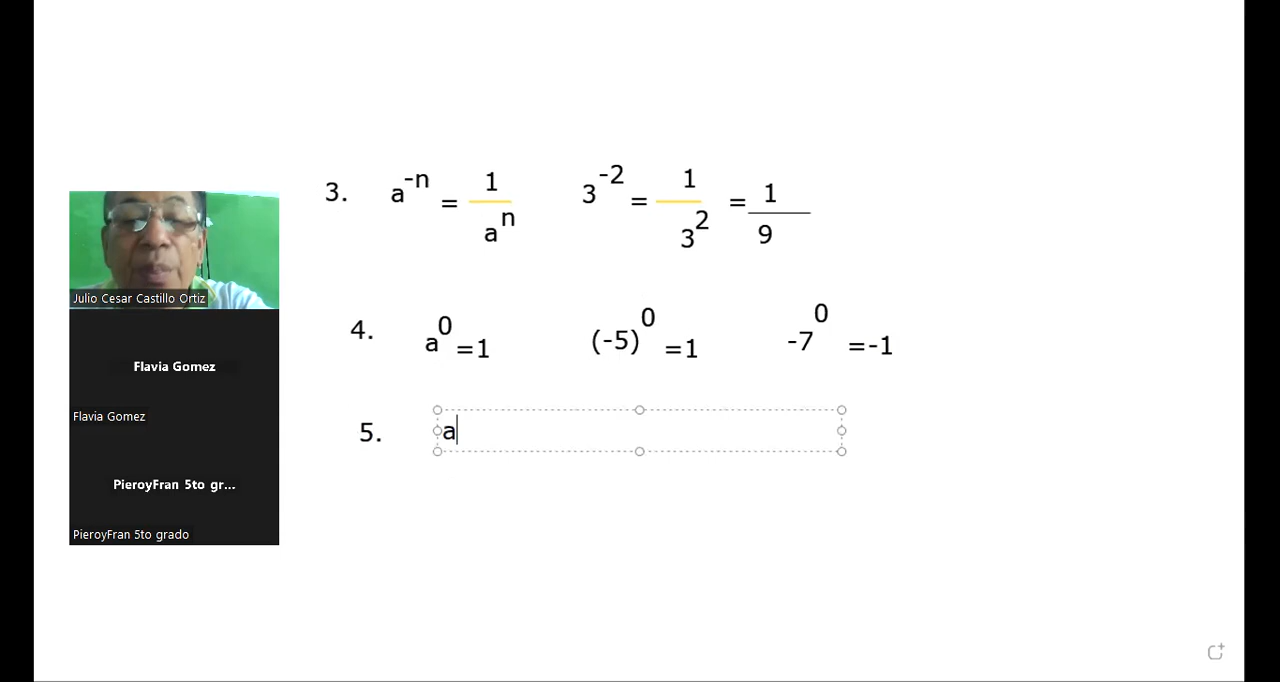 3. a^-n = 1/a^n 3^-2 = 1/3^2 = 1/9
Julio Cesar Castillo Ortiz
4. a^0 =1 (-5)^0 =1 -7^0 =-1
Flavia Gomez
Flavia Gomez
5. a
PieroyFran 5to gr...
PieroyFran 5to grado